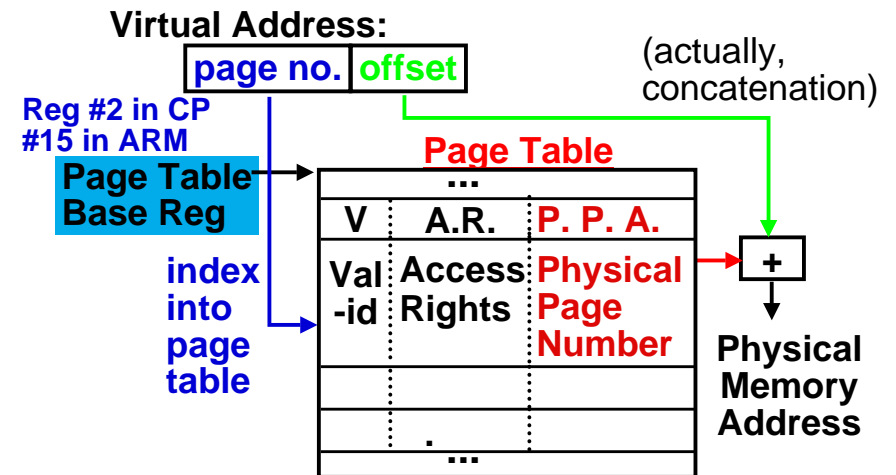 Virtual Address:
page no. offset
(actually,
concatenation)
Reg #2 in CP
#15 in ARM
Page Table
Base Reg
Page Table
...
V A.R. P. P. A.
index
into
page
table
Val
-id
Access
Rights
Physical
Page
Number
+
Physical
Memory
Address
.
...